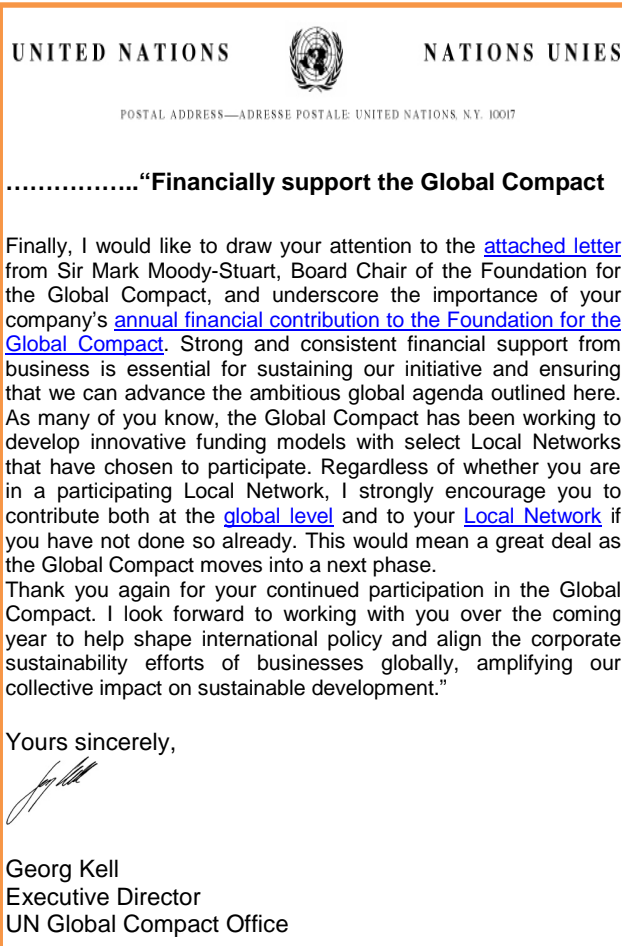 UNITED NATIONS NATIONS UNIES
POSTAL ADDRESS—ADRESSE POSTALE: UNITED NATIONS, N.Y. 10017
……………..“Financially support the Global Compact
Finally, I would like to draw your attention to the attached letter
from Sir Mark Moody-Stuart, Board Chair of the Foundation for
the Global Compact, and underscore the importance of your
company’s annual financial contribution to the Foundation for the
Global Compact. Strong and consistent financial support from
business is essential for sustaining our initiative and ensuring
that we can advance the ambitious global agenda outlined here.
As many of you know, the Global Compact has been working to
develop innovative funding models with select Local Networks
that have chosen to participate. Regardless of whether you are
in a participating Local Network, I strongly encourage you to
contribute both at the global level and to your Local Network if
you have not done so already. This would mean a great deal as
the Global Compact moves into a next phase.
Thank you again for your continued participation in the Global
Compact. I look forward to working with you over the coming
year to help shape international policy and align the corporate
sustainability efforts of businesses globally, amplifying our
collective impact on sustainable development.”
Yours sincerely,
Georg Kell
Executive Director
UN Global Compact Office